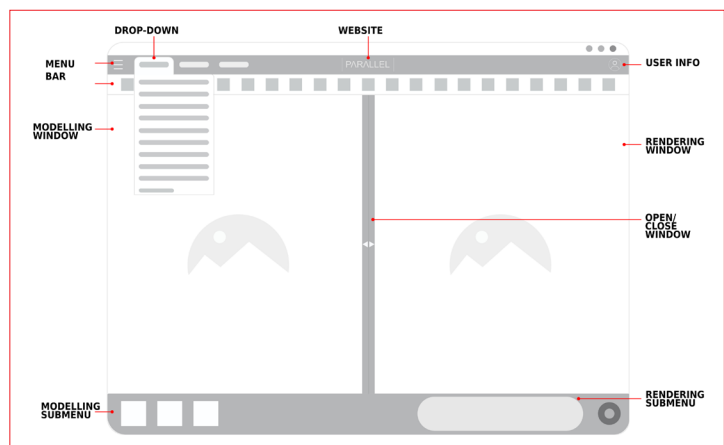 DROP-DOWN
WEBSITE
MENU
BAR
PARALLEL
USER INFO
MODELLING
WINDOW
RENDERING
WINDOW
OPEN/
CLOSE
WINDOW
MODELLING
SUBMENU
RENDERING
SUBMENU